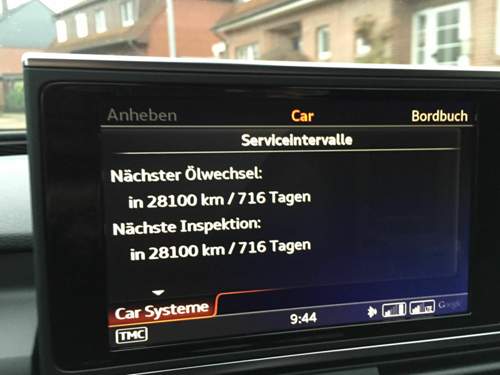 Anheben Car Bordbuch
Serviceintervalle
Nächster Ölwechsel:
in 28100 km / 716 Tagen
Nächste Inspektion:
in 28100 km / 716 Tagen
Car Systeme
9:44
Google
TMC